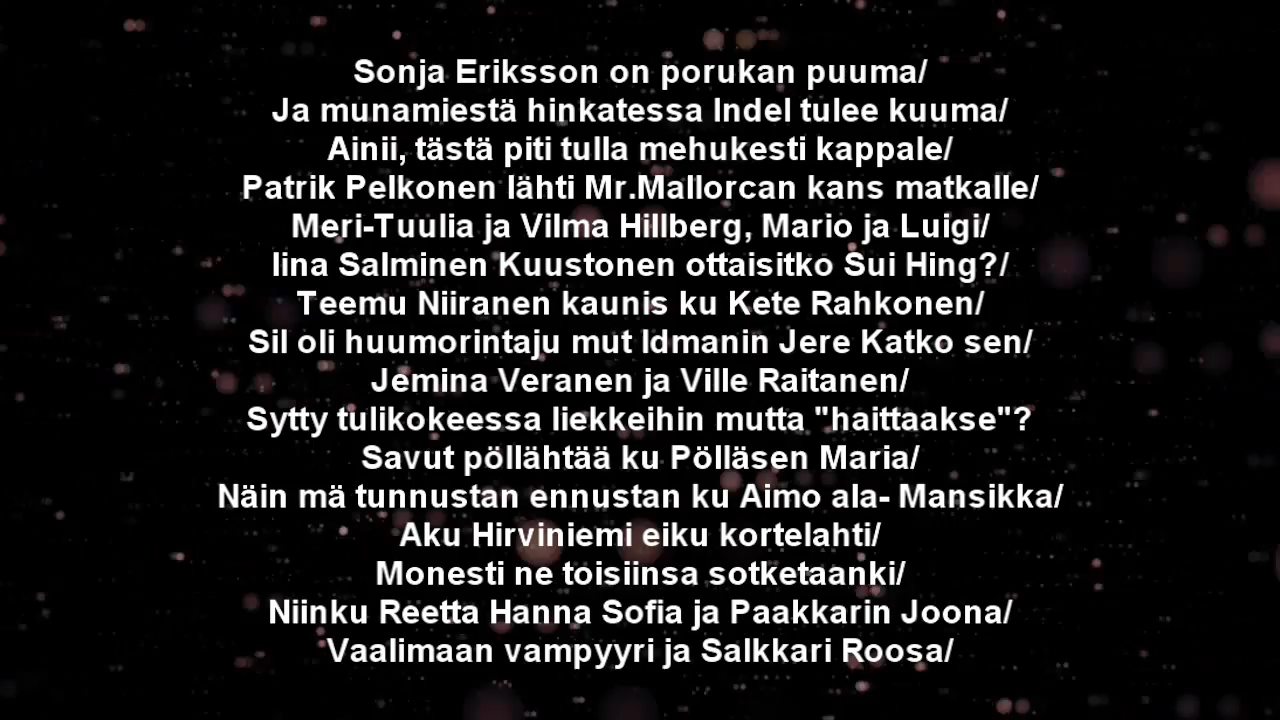 Sonja Eriksson on porukan puuma/
Ja munamiestä hinkatessa Indel tulee kuuma/
Ainii, tästä piti tulla mehukesti kappale/
Patrik Pelkonen lähti Mr.Mallorcan kans matkalle/
Meri-Tuulia ja Vilma Hillberg, Mario ja Luigi/
Iina Salminen Kuustonen ottaisitko Sui Hing?/
Teemu Niiranen kaunis ku Kete Rahkonen/
Sil oli huumorintaju mut Idmanin Jere Katko sen/
Jemina Veranen ja Ville Raitanen/
Sytty tulikokeessa liekkeihin mutta "haittaakse"?
Savut pöllähtää ku Pölläsen Maria/
Näin mä tunnustan ennustan ku Aimo ala- Mansikka/
Aku Hirviniemi eiku kortelahti/
Monesti ne toisiinsa sotketaanki/
Niinku Reetta Hanna Sofia ja Paakkarin Joona/
Vaalimaan vampyyri ja Salkkari Roosa/